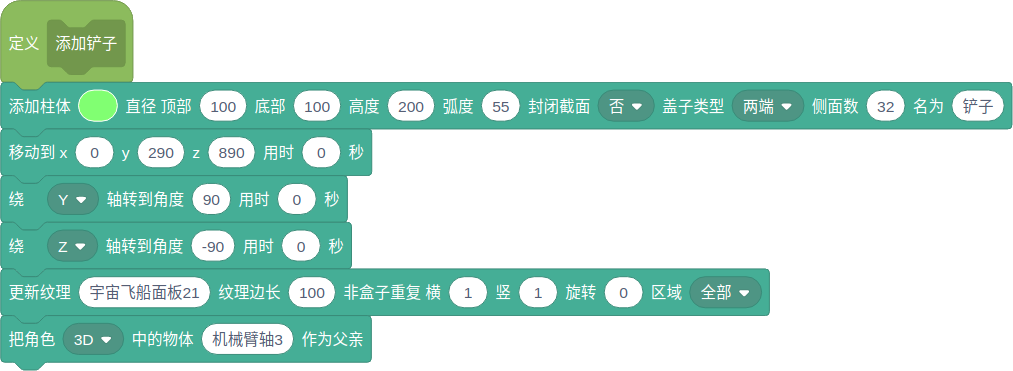 定义 添加铲子
添加柱体 直径 顶部 100 底部 100 高度 200 弧度 55 封闭截面 否 盖子类型 两端 侧面数 32 名为 铲子
移动到 x 0 y 290 z 890 用时 0 秒
绕 Y 轴转到角度 90 用时 0 秒
绕 Z 轴转到角度 -90 用时 0 秒
更新纹理 宇宙飞船面板21 纹理边长 100 非盒子重复 横 1 竖 1 旋转 0 区域 全部
把角色 3D 中的物体 机械臂轴3 作为父亲